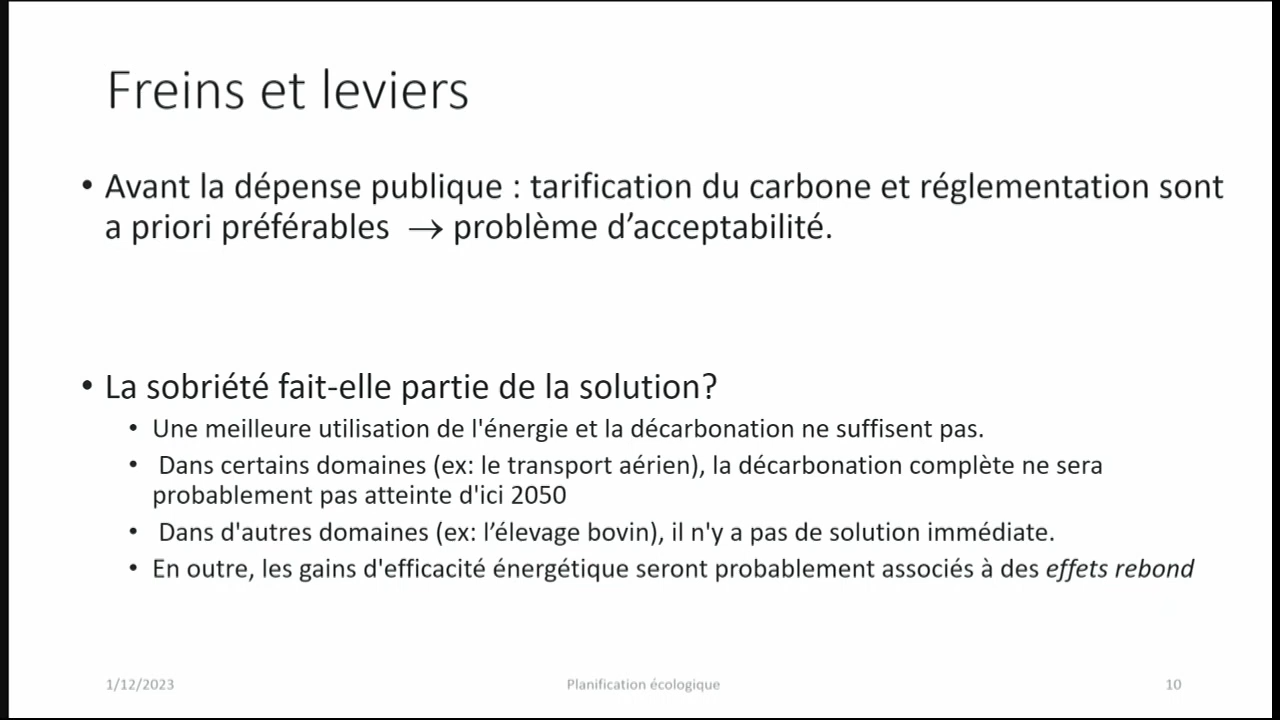 Freins et leviers
• Avant la dépense publique : tarification du carbone et réglementation sont
a priori préférables → problème d’acceptabilité.
• La sobriété fait-elle partie de la solution?
• Une meilleure utilisation de l'énergie et la décarbonation ne suffisent pas.
• Dans certains domaines (ex: le transport aérien), la décarbonation complète ne sera
probablement pas atteinte d'ici 2050
• Dans d'autres domaines (ex: l’élevage bovin), il n'y a pas de solution immédiate.
• En outre, les gains d'efficacité énergétique seront probablement associés à des effets rebond
1/12/2023
Planification écologique
10